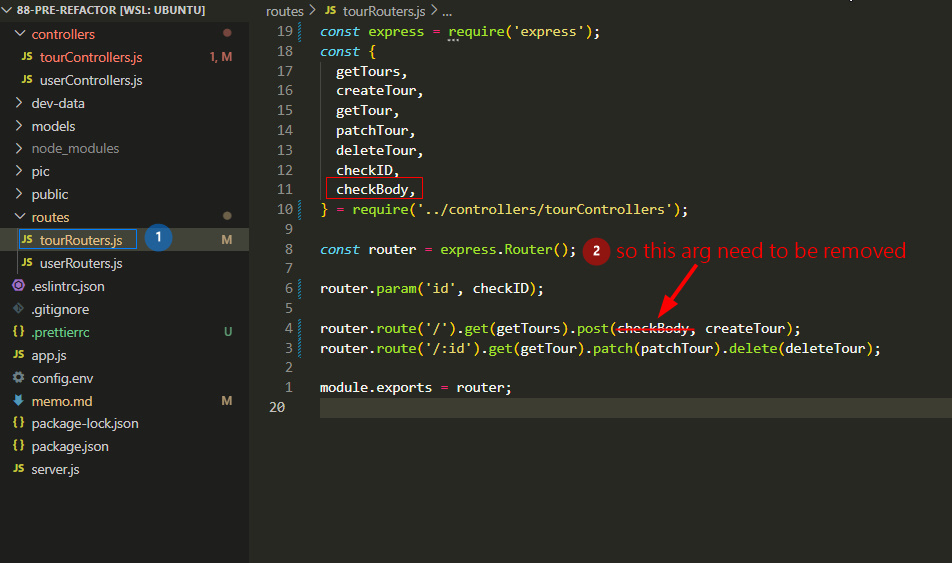 88-PRE-REFACTOR [WSL: UBUNTU]
controllers
JS tourControllers.js 1, M
JS userControllers.js
dev-data
models
node_modules
pic
public
routes
JS tourRouters.js 1 M
JS userRouters.js
.eslintrc.json
.gitignore
{} .prettierrc U
JS app.js
config.env
memo.md M
{} package-lock.json
{} package.json
JS server.js
routes > JS tourRouters.js > ...
19 const express = require('express');
18 const {
17 getTours,
16 createTour,
15 getTour,
14 patchTour,
13 deleteTour,
12 checkID,
11 checkBody,
10 } = require('../controllers/tourControllers');
9
8 const router = express.Router(); 2 so this arg need to be removed
7
6 router.param('id', checkID);
5
4 router.route('/').get(getTours).post(checkBody, createTour);
3 router.route('/:id').get(getTour).patch(patchTour).delete(deleteTour);
2
1 module.exports = router;
20